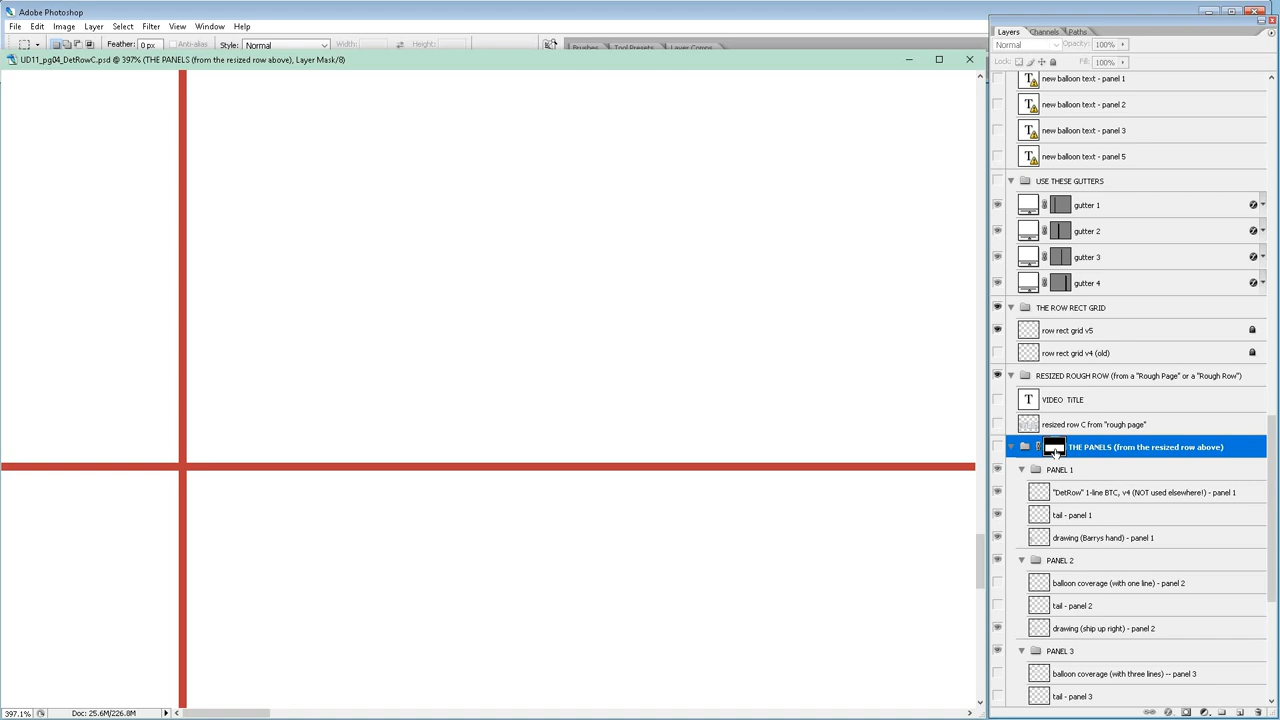 Adobe Photoshop
File Edit Image Layer Select Filter View Window Help
Feather: 0 px Anti-alias Style: Normal Width: Height:
Brushes Tool Presets Layer Comps
UD11_pg04_DetRowC.psd @ 397% (THE PANELS (from the resized row above), Layer Mask/8)
397.1% Doc: 25.6M/226.8M
Layers Channels Paths
Normal Opacity: 100%
Lock: Fill: 100%
new balloon text - panel 1
new balloon text - panel 2
new balloon text - panel 3
new balloon text - panel 5
USE THESE GUTTERS
gutter 1
gutter 2
gutter 3
gutter 4
THE ROW RECT GRID
row rect grid v5
row rect grid v4 (old)
RESIZED ROUGH ROW (from a "Rough Page" or a "Rough Row")
VIDEO TITLE
resized row C from "rough page"
THE PANELS (from the resized row above)
PANEL 1
"DetRow" 1-line BTC, v4 (NOT used elsewhere!) - panel 1
tail - panel 1
drawing (Barrys hand) - panel 1
PANEL 2
balloon coverage (with one line) - panel 2
tail - panel 2
drawing (ship up right) - panel 2
PANEL 3
balloon coverage (with three lines) -- panel 3
tail - panel 3